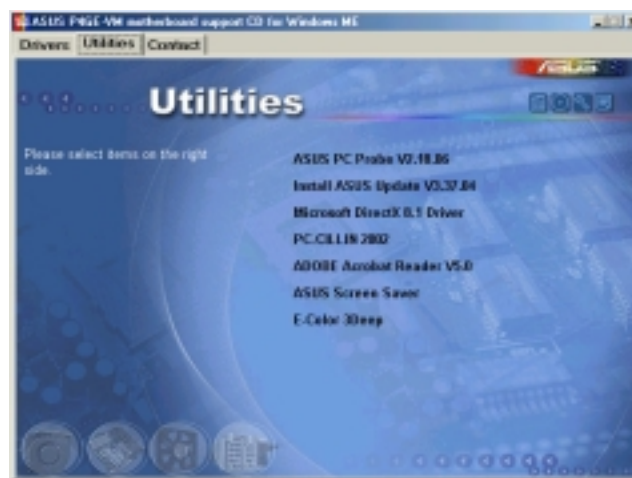 ASUS P4GE-VM motherboard support CD for Windows ME
Drivers Utilities Contact
ASUS
Utilities
Please select items on the right
side.
ASUS PC Probe V2.18.06
Install ASUS Update V3.37.04
Microsoft DirectX 8.1 Driver
PC-CILLIN 2002
ADOBE Acrobat Reader V5.0
ASUS Screen Saver
E-Color 3Deep